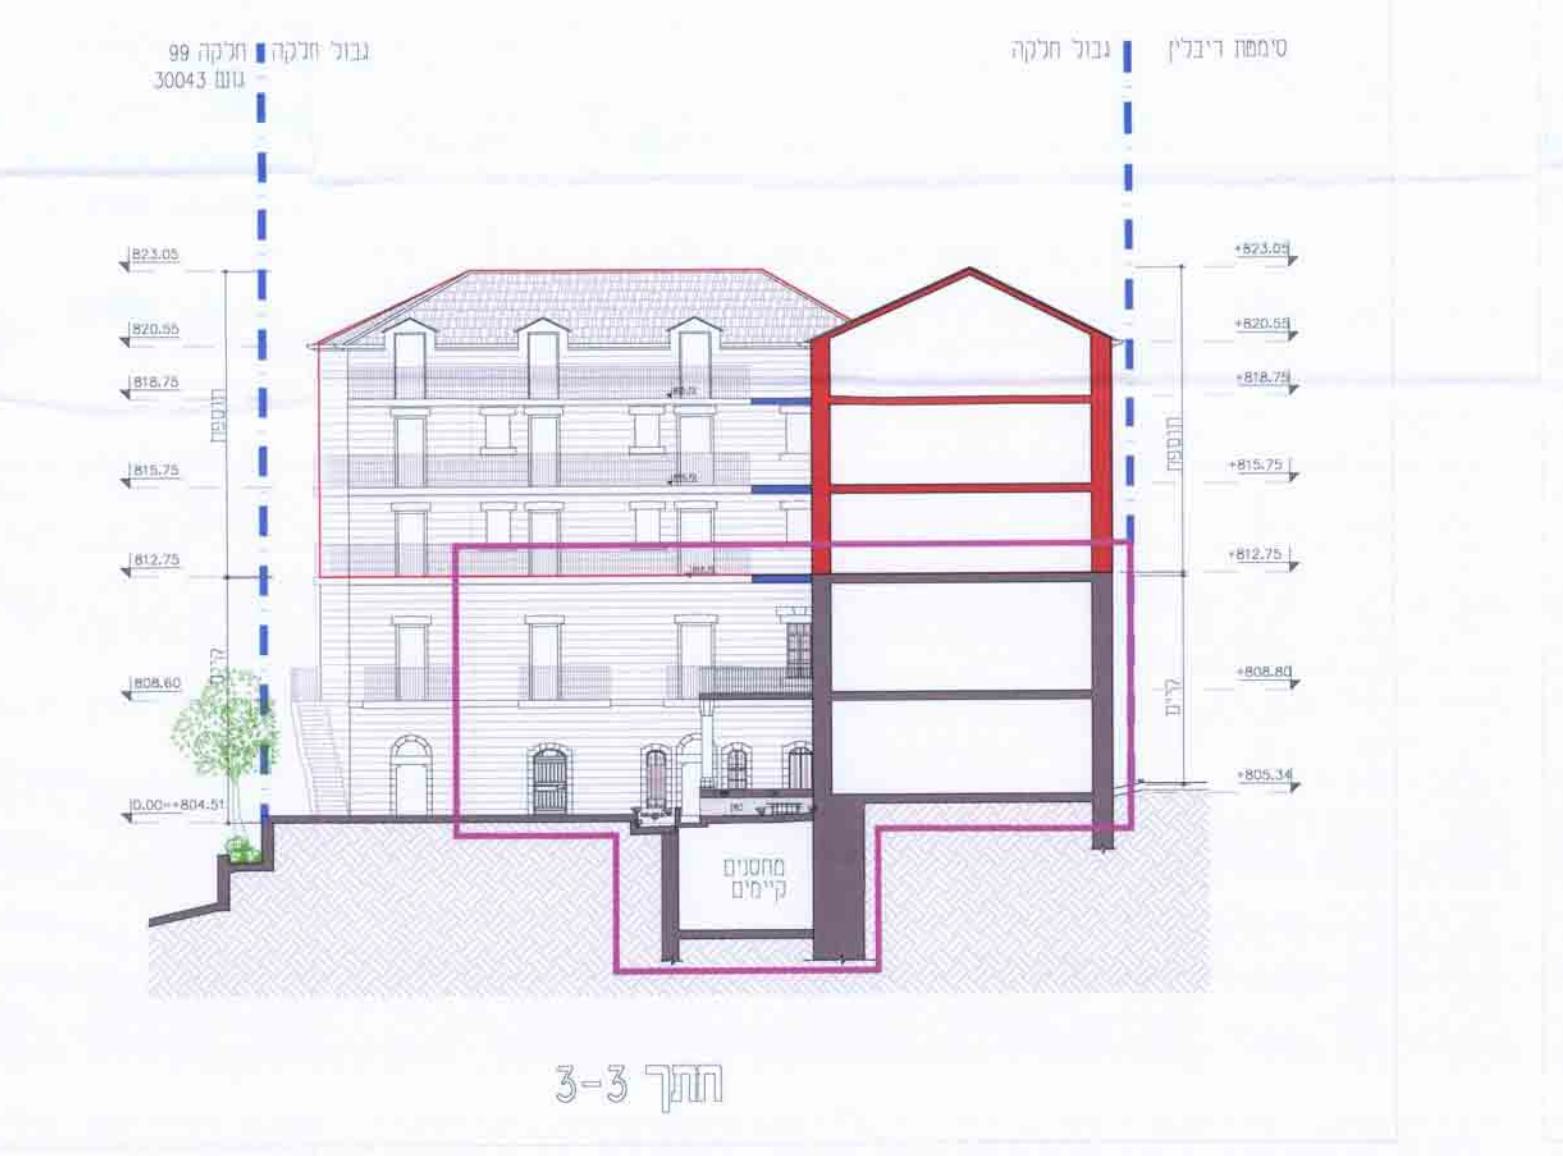 סימטת ריבלין
גבול חלקה
גבול חלקה
חלקה 99
גוש 30043
823.05
820.55
818.75
815.75
812.75
808.60
0.00=+804.51
תוספת
קיים
+823.05
+820.55
+818.75
+815.75
+812.75
+808.80
+805.34
תוספת
קיים
מחסנים
קיימים
חתך 3-3